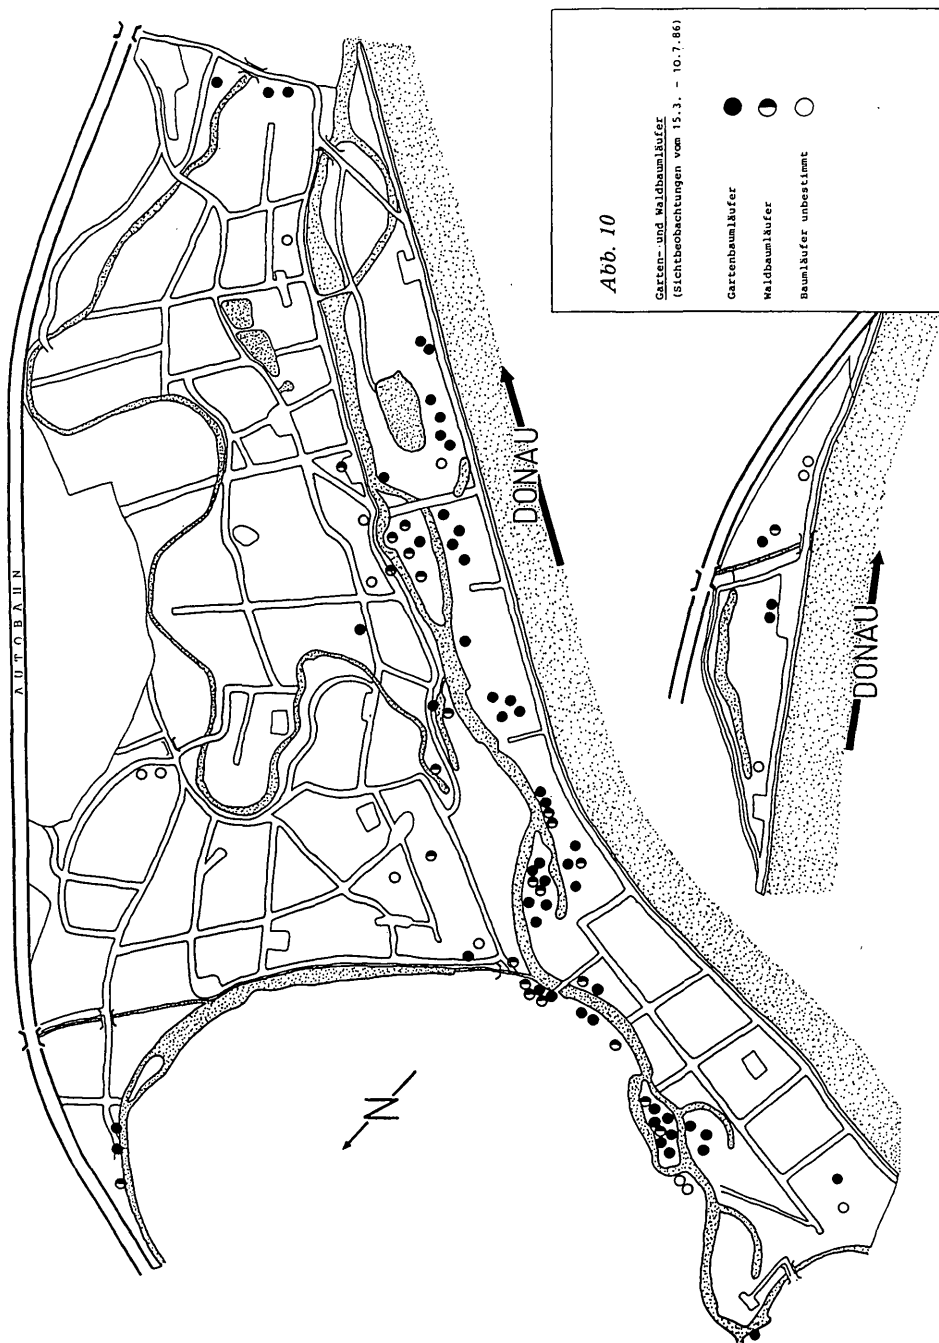 AUTOBAHN
Abb. 10
Garten- und Waldbaumläufer
(Sichtbeobachtungen vom 15.3. - 10.7.86)
Gartenbaumläufer
Waldbaumläufer
Baumläufer unbestimmt
DONAU
DONAU
N